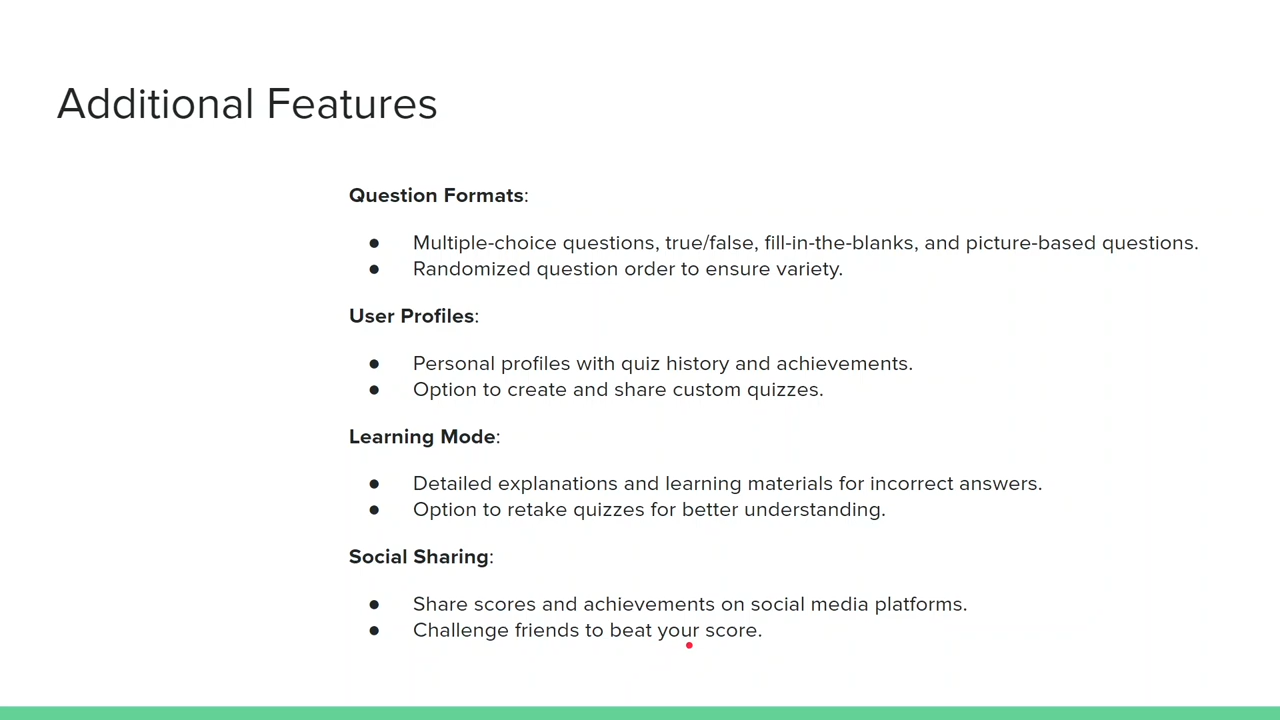 Additional Features
Question Formats:
● Multiple-choice questions, true/false, fill-in-the-blanks, and picture-based questions.
● Randomized question order to ensure variety.
User Profiles:
● Personal profiles with quiz history and achievements.
● Option to create and share custom quizzes.
Learning Mode:
● Detailed explanations and learning materials for incorrect answers.
● Option to retake quizzes for better understanding.
Social Sharing:
● Share scores and achievements on social media platforms.
● Challenge friends to beat your score.